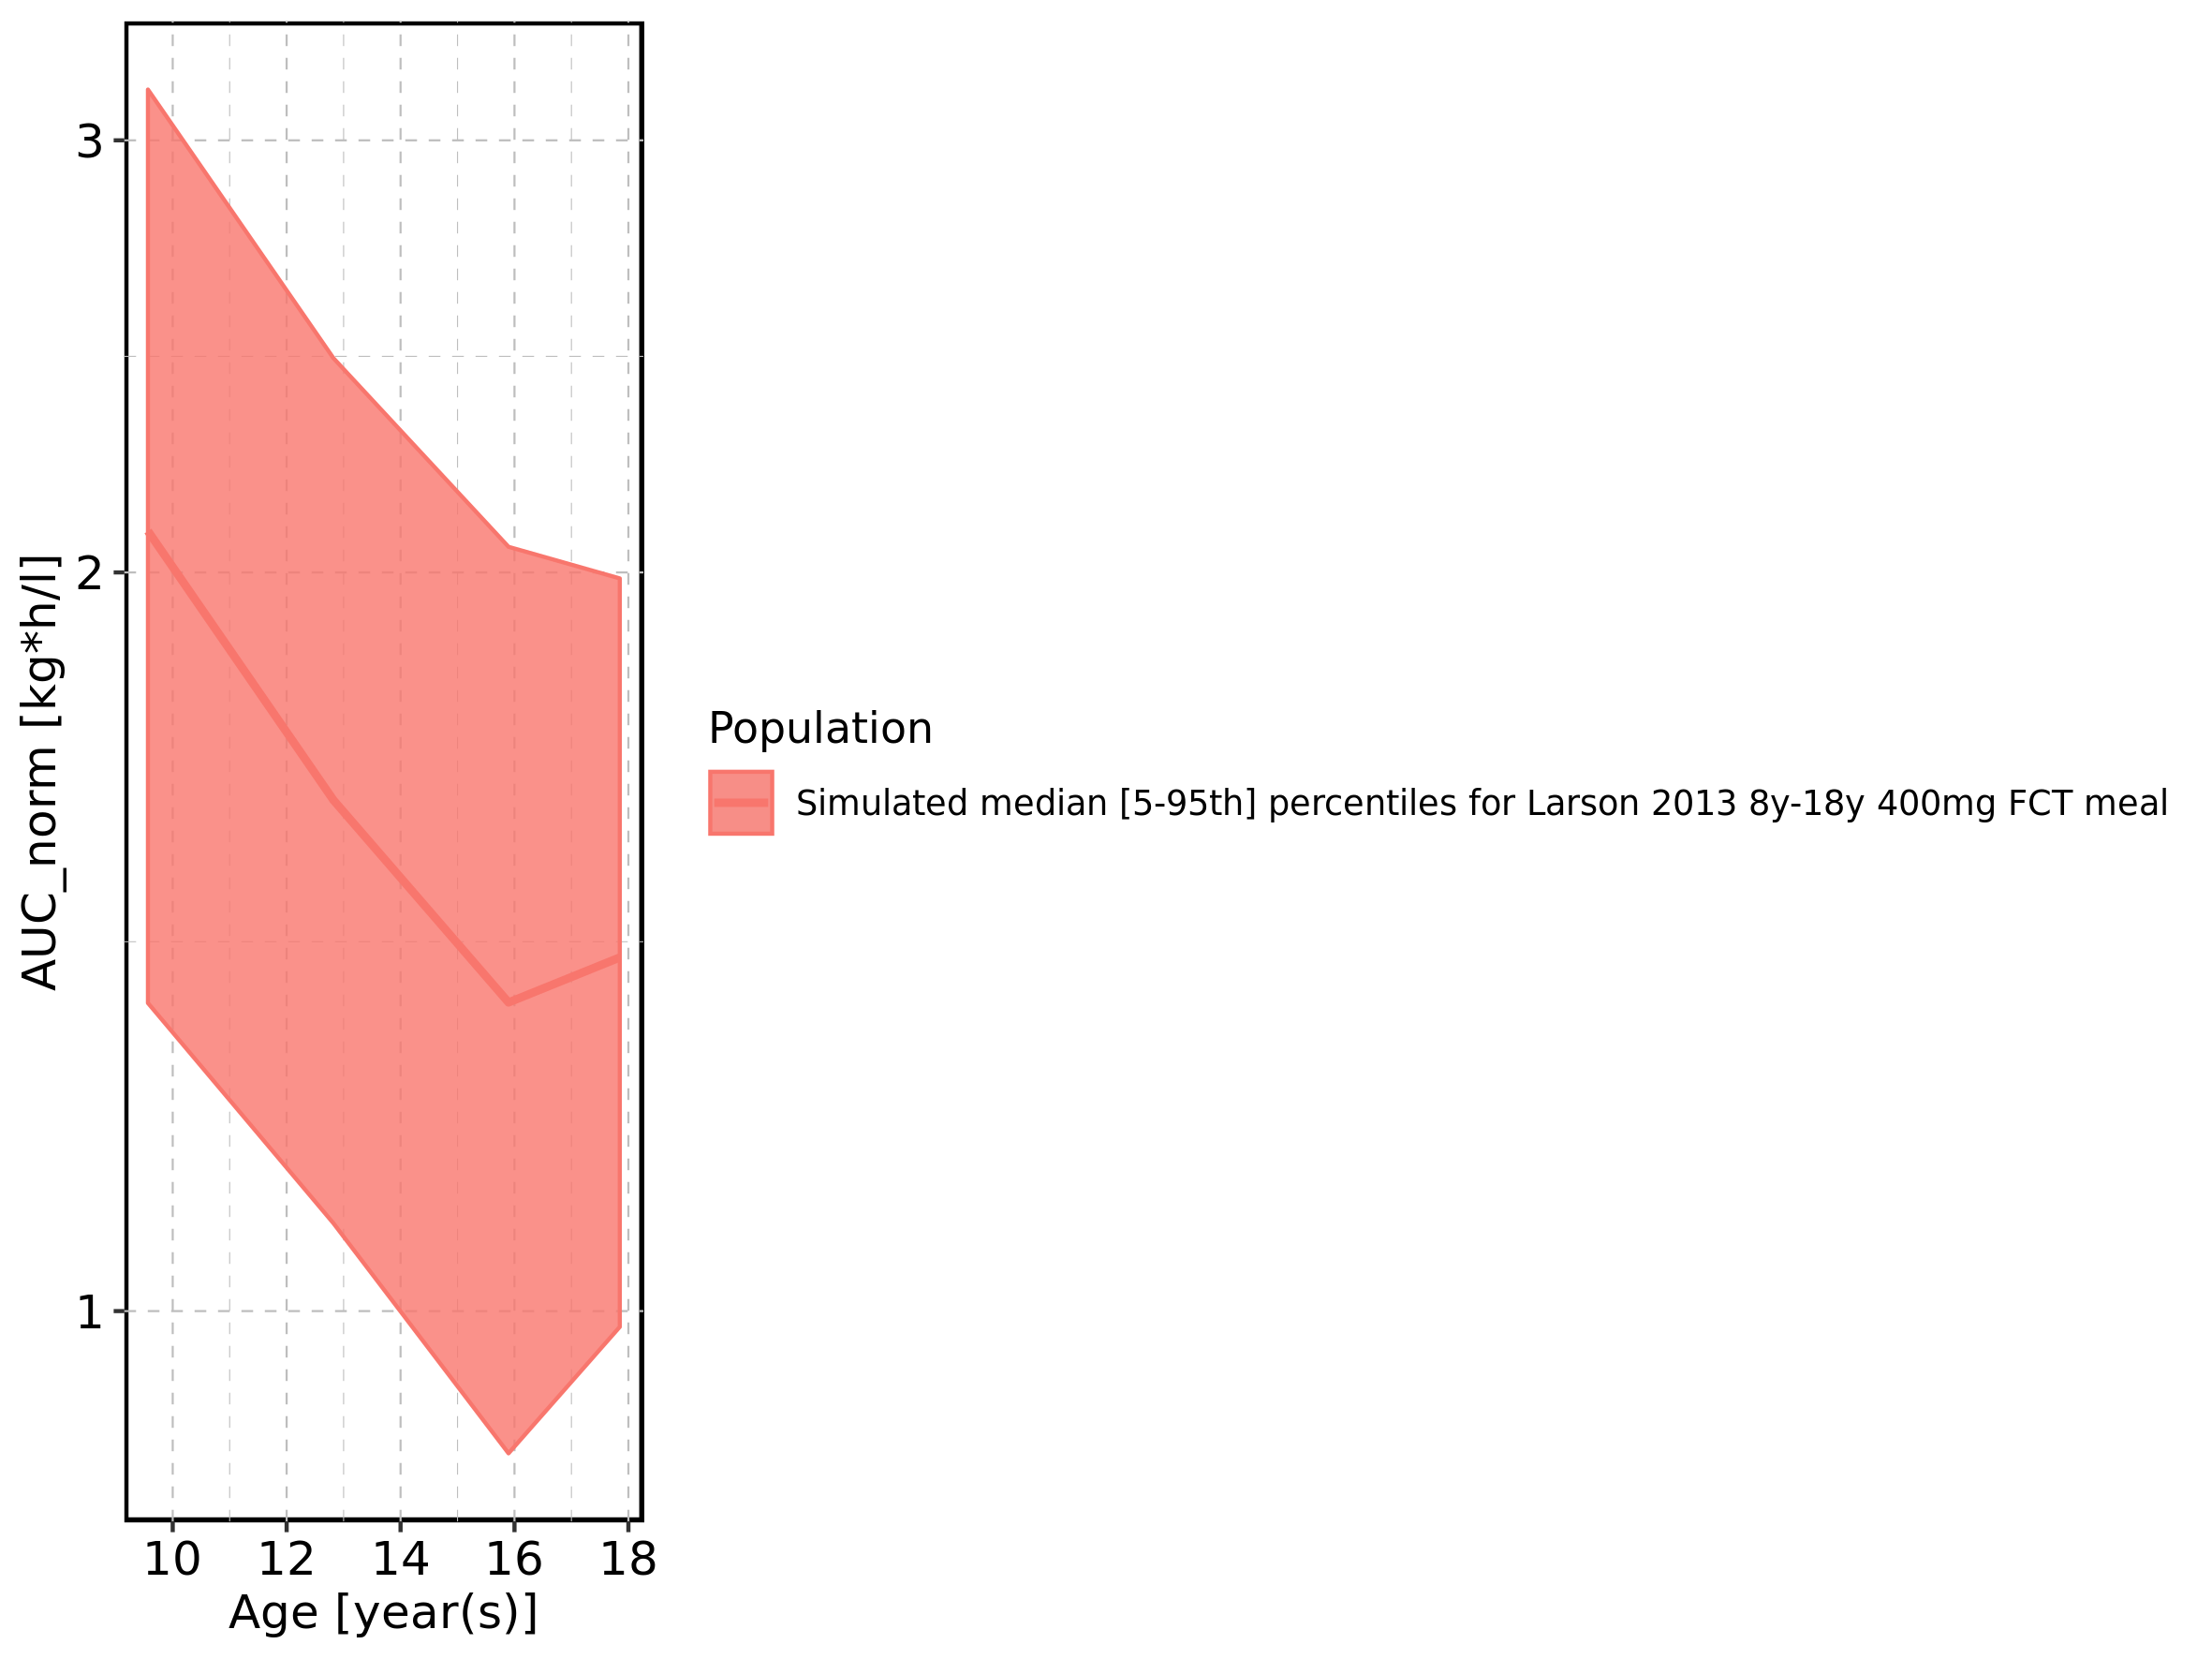 3
2
1
AUC_norm [kg*h/l]
10 12 14 16 18
Age [year(s)]
Population
Simulated median [5-95th] percentiles for Larson 2013 8y-18y 400mg FCT meal